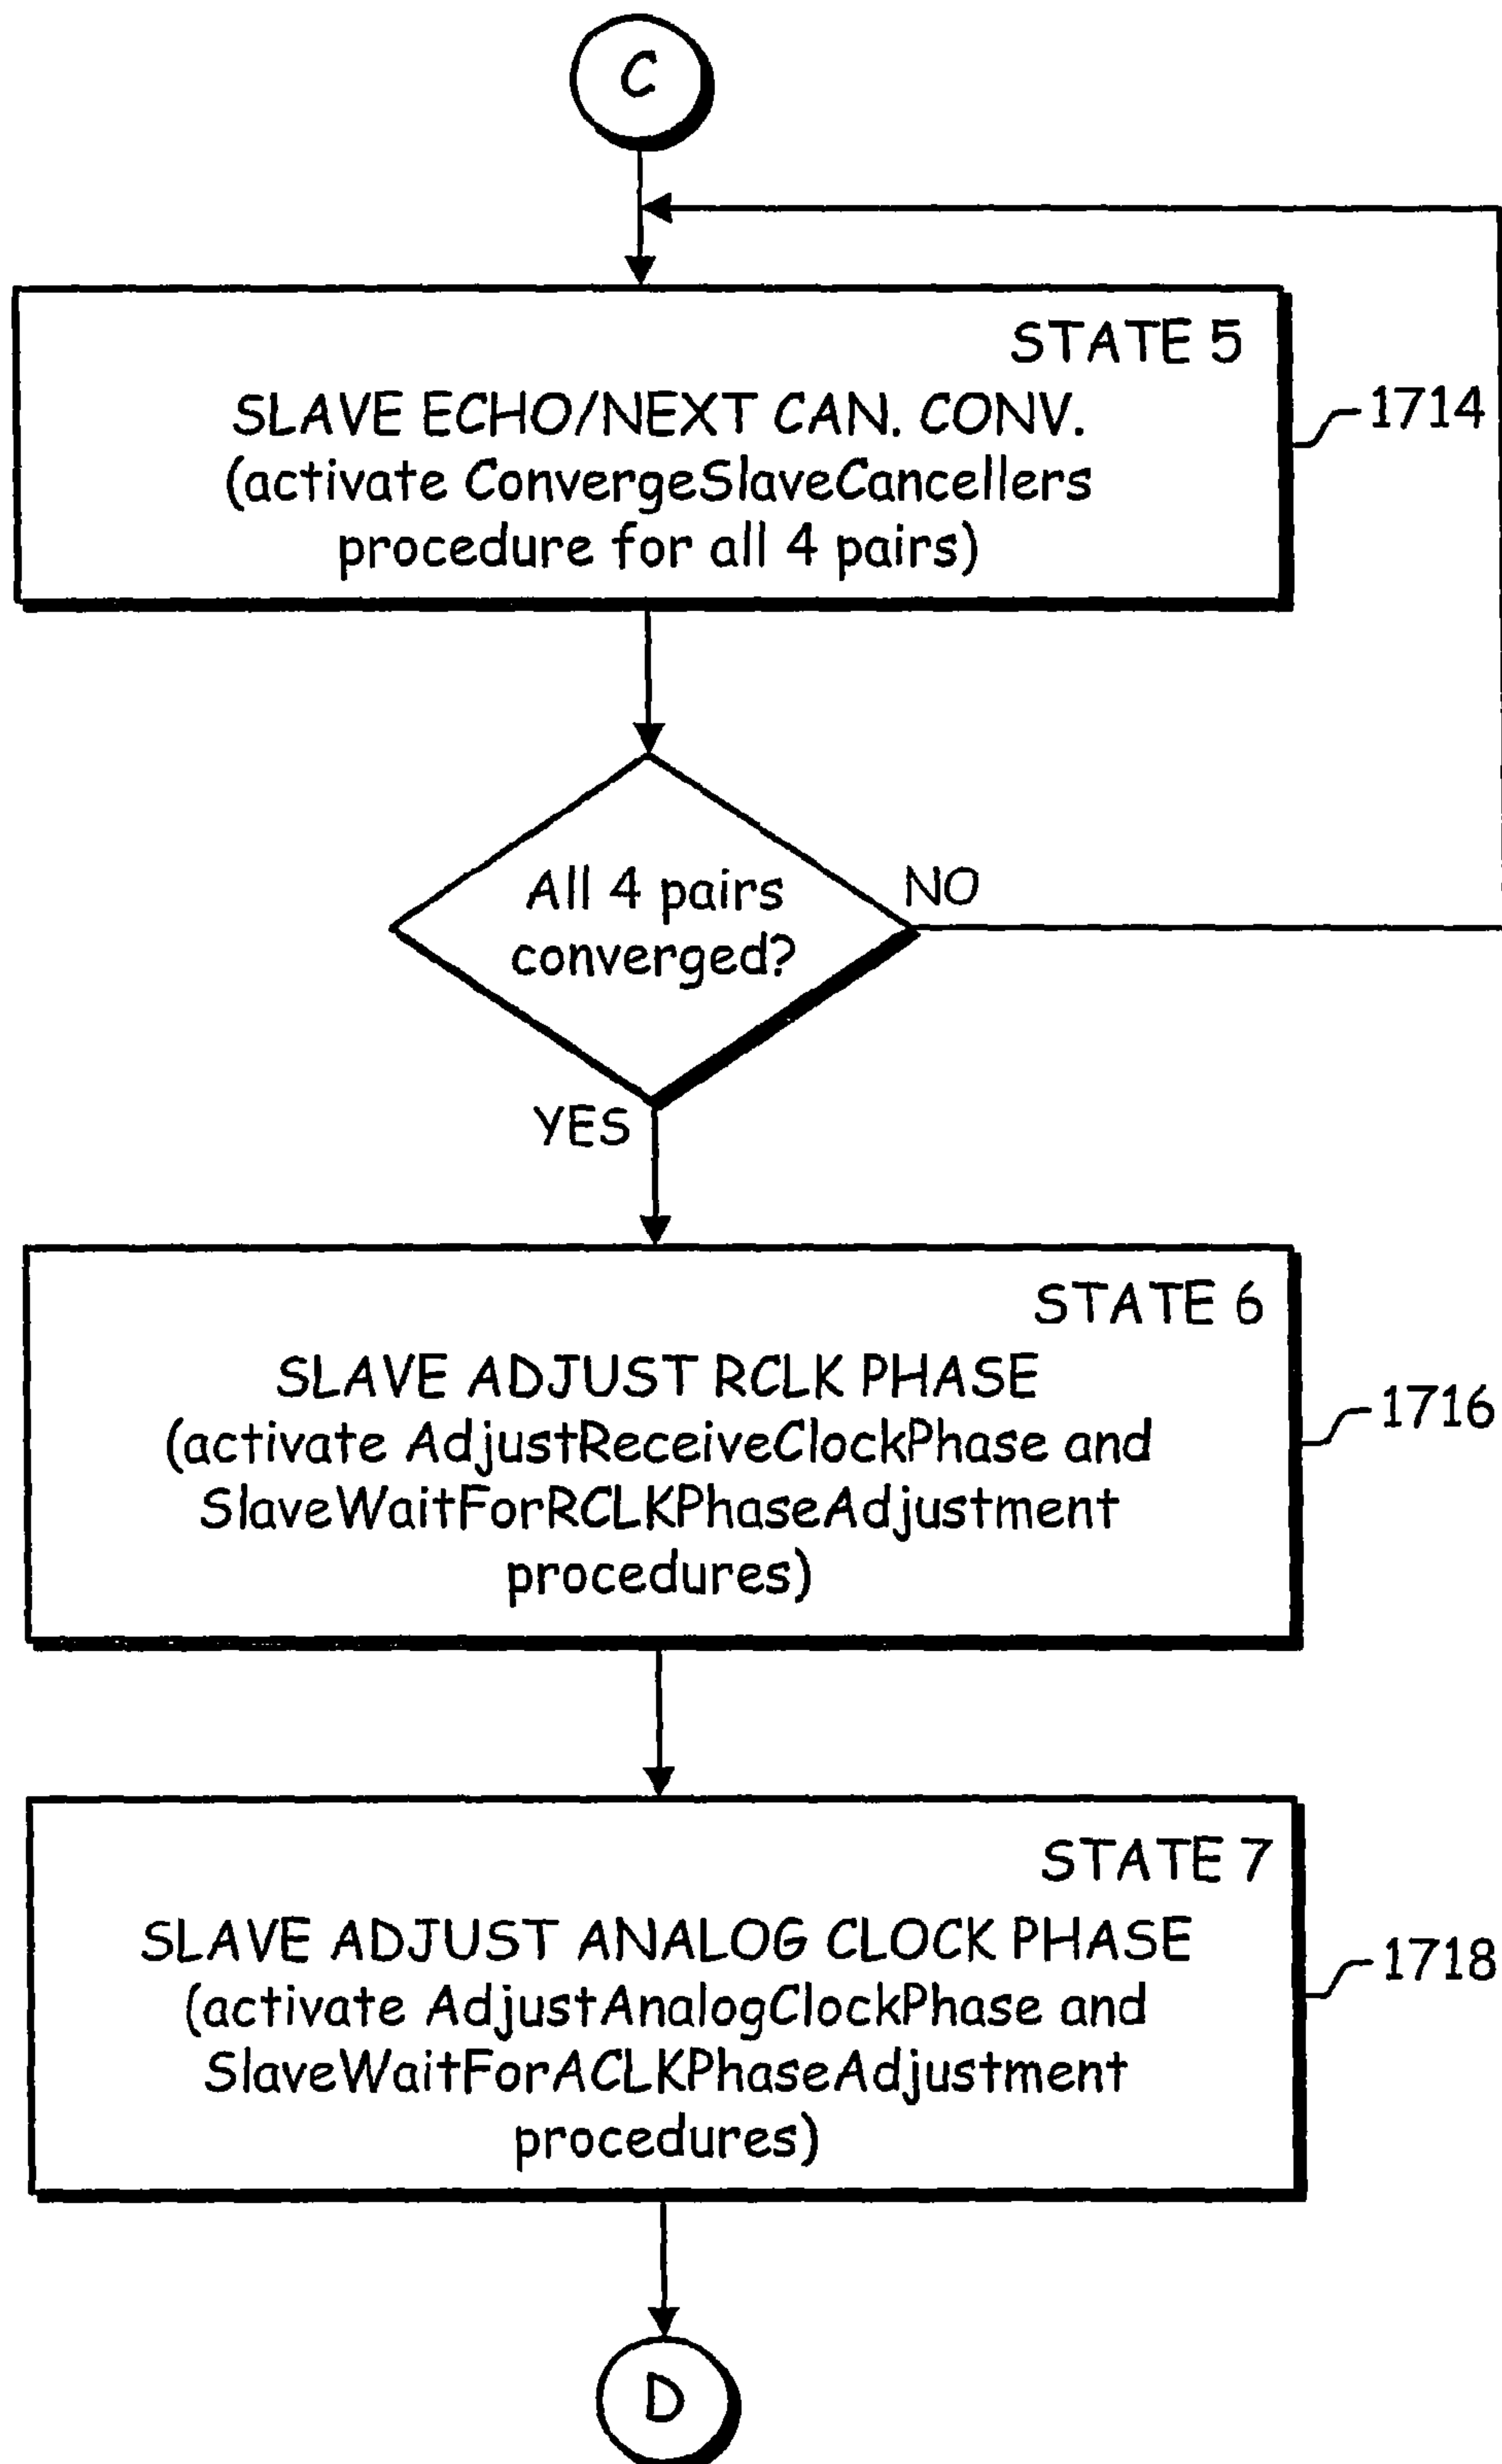 C
STATE 5
SLAVE ECHO/NEXT CAN. CONV.
(activate ConvergeSlaveCancellers
procedure for all 4 pairs)
1714
All 4 pairs
converged?
NO
YES
STATE 6
SLAVE ADJUST RCLK PHASE
(activate AdjustReceiveClockPhase and
SlaveWaitForRCLKPhaseAdjustment
procedures)
1716
STATE 7
SLAVE ADJUST ANALOG CLOCK PHASE
(activate AdjustAnalogClockPhase and
SlaveWaitForACLKPhaseAdjustment
procedures)
1718
D